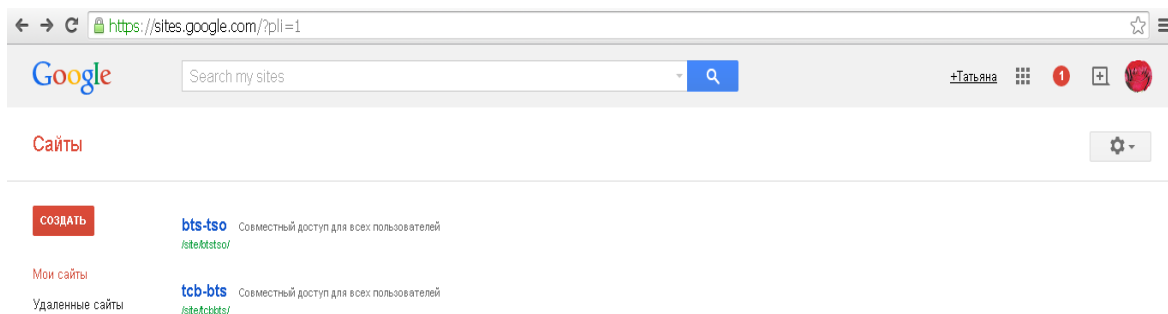 https://sites.google.com/?pli=1
Google
Search my sites
+Татьяна
1
Сайты
СОЗДАТЬ
bts-tso Совместный доступ для всех пользователей
/site/btstso/
Мои сайты
tcb-bts Совместный доступ для всех пользователей
Удаленные сайты
/site/tcbbts/